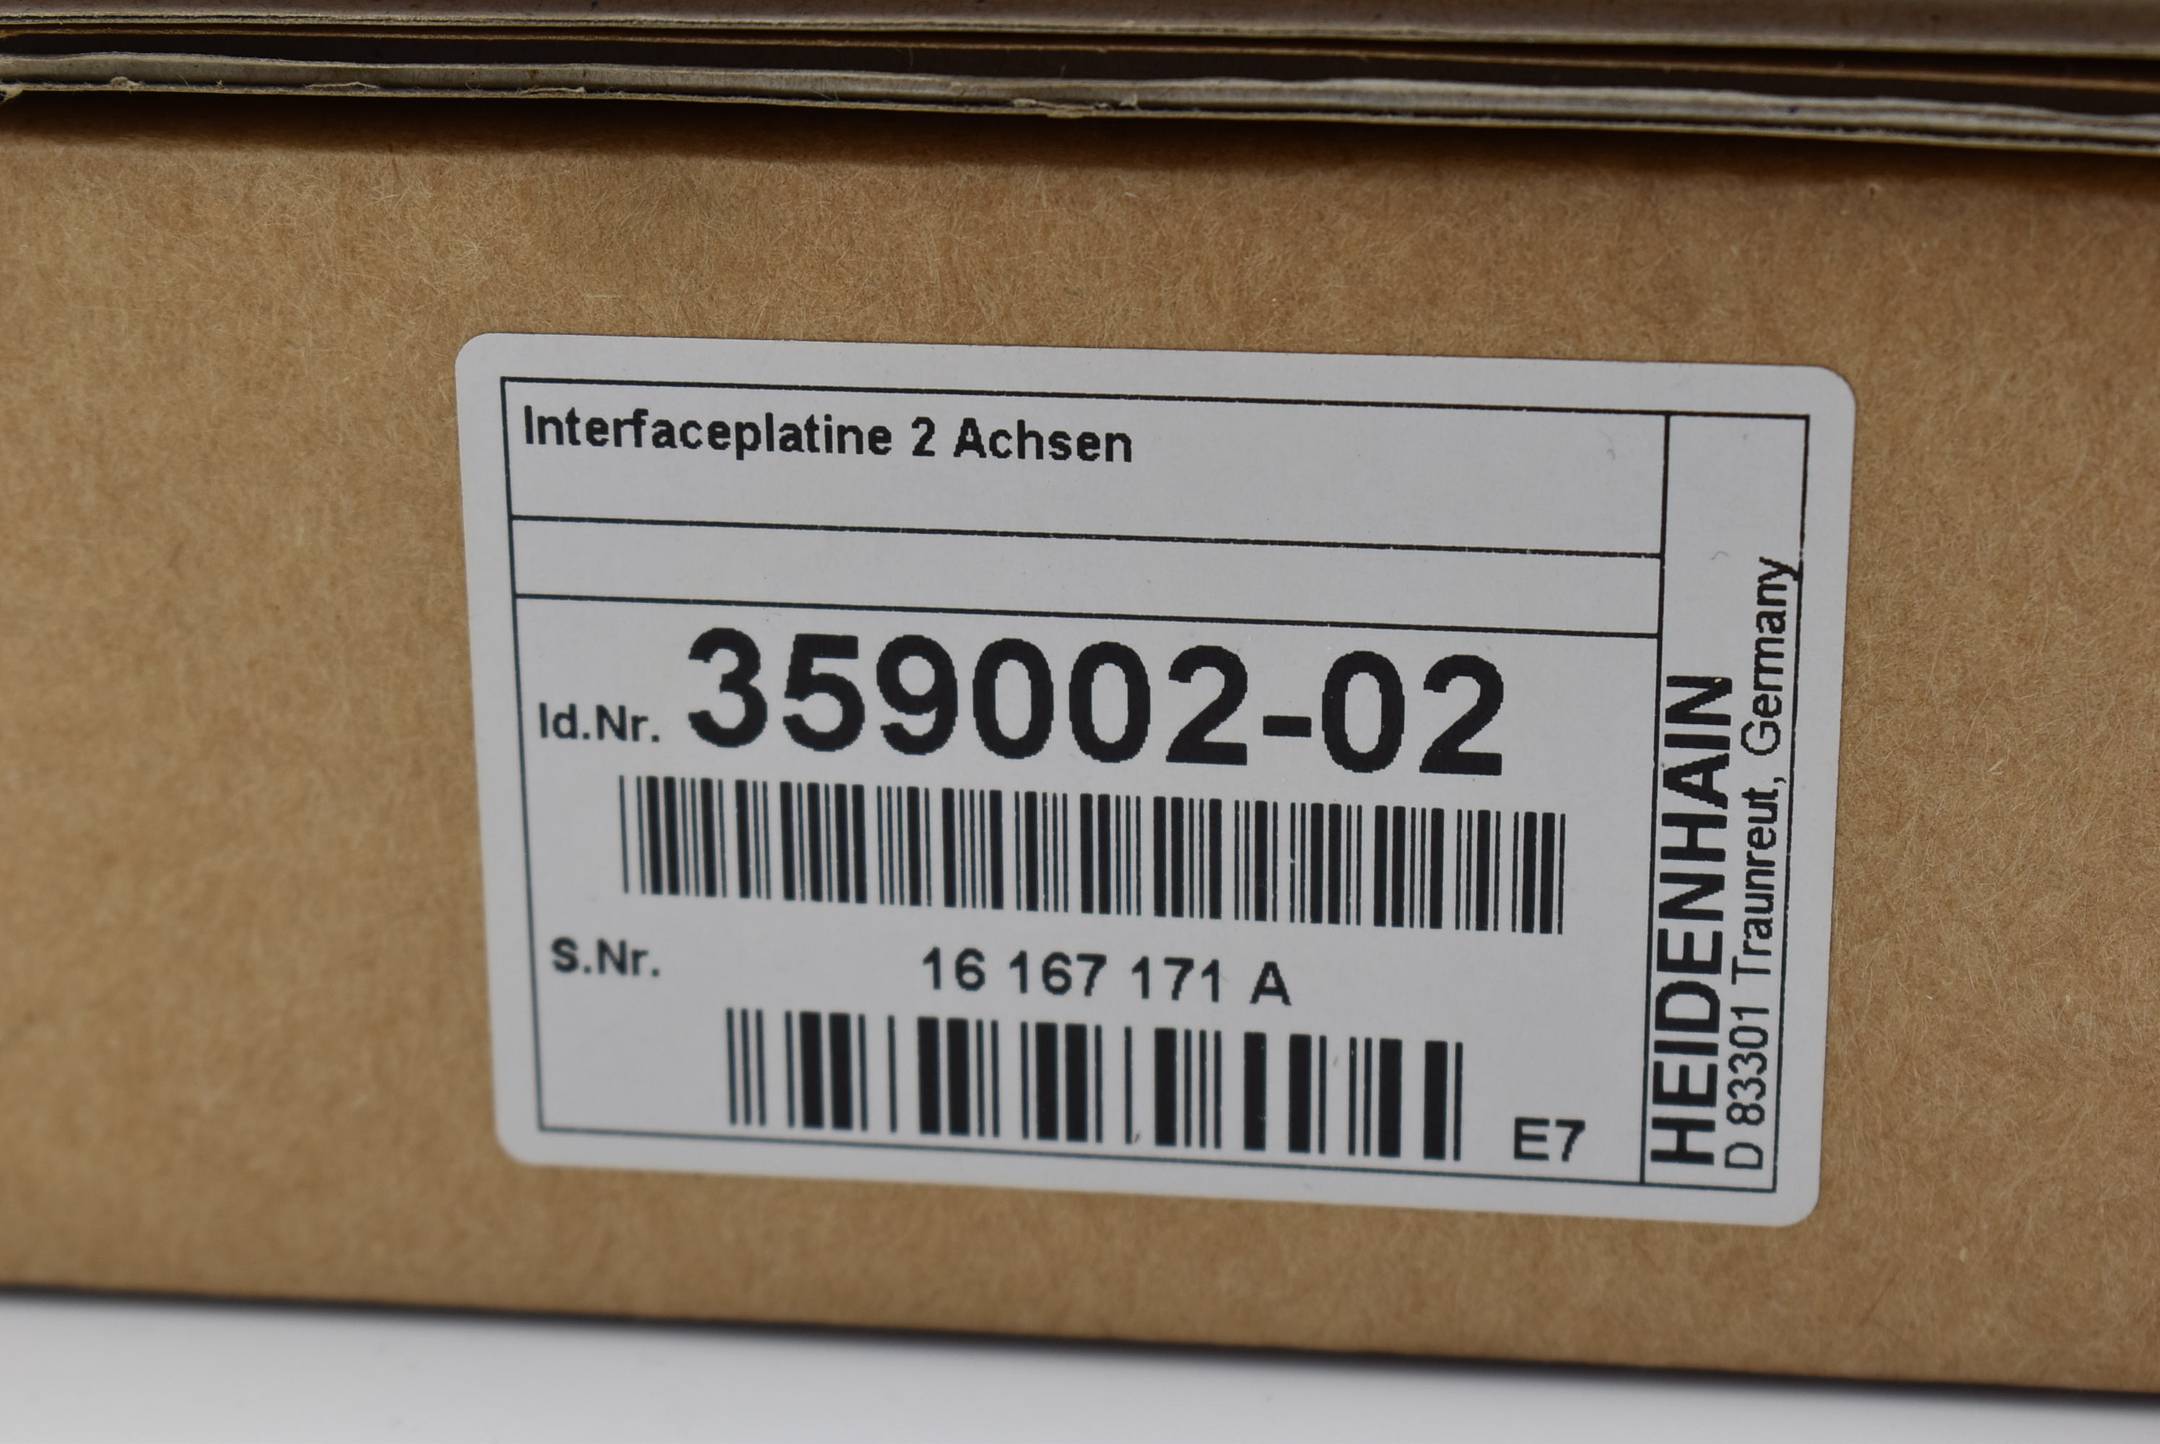 Interfaceplatine 2 Achsen
Id.Nr. 359002-02
S.Nr. 16 167 171 A
E7
HEIDENHAIN
D 83301 Traunreut, Germany